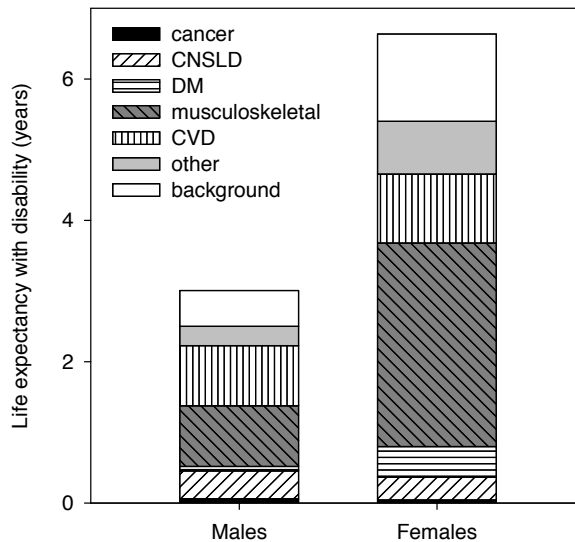 cancer
CNSLD
DM
musculoskeletal
CVD
other
background
Life expectancy with disability (years)
6
4
2
0
Males Females